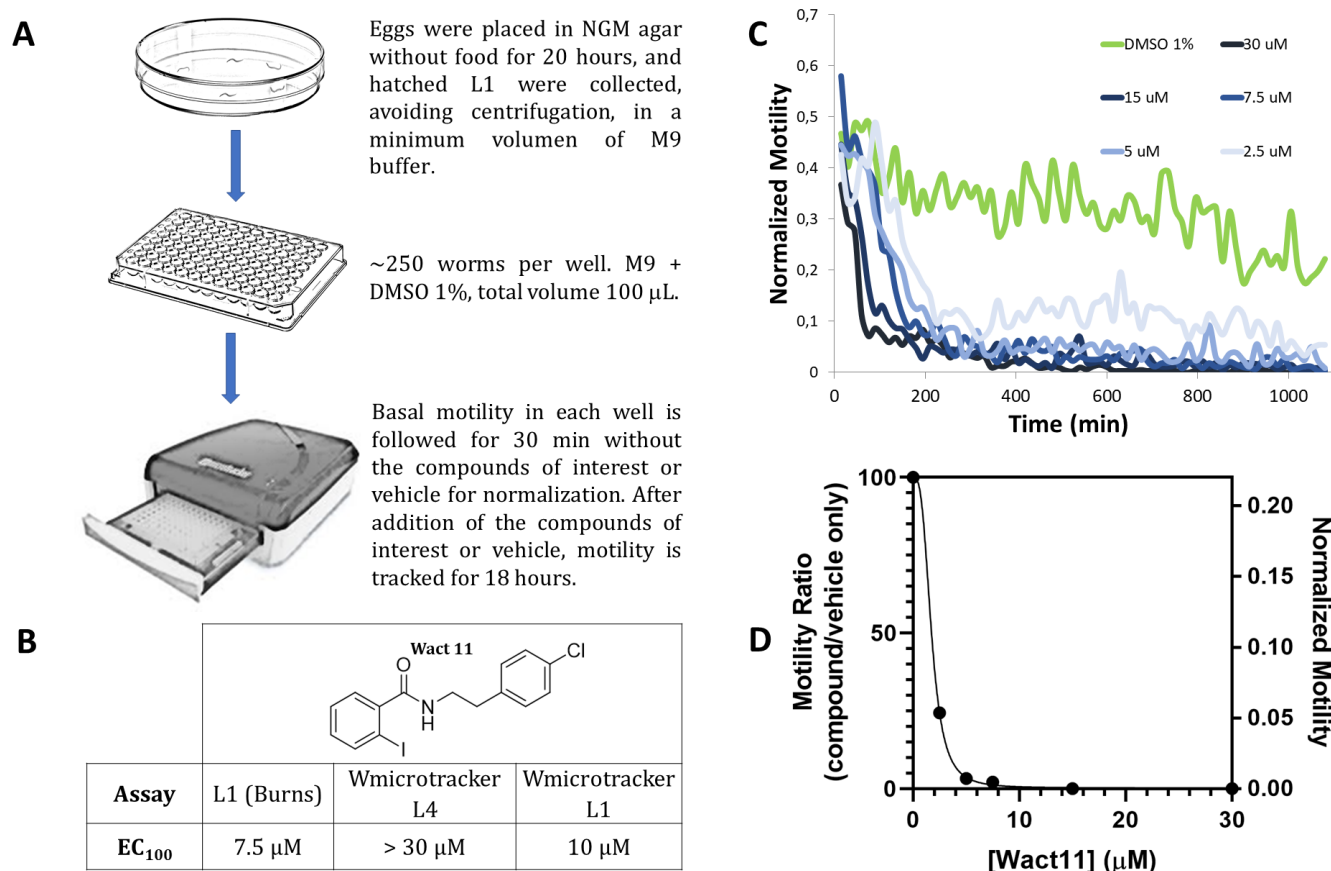 A
Eggs were placed in NGM agar
without food for 20 hours, and
hatched L1 were collected,
avoiding centrifugation, in a
minimum volumen of M9
buffer.
~250 worms per well. M9 +
DMSO 1%, total volume 100 μL.
Basal motility in each well is
followed for 30 min without
the compounds of interest or
vehicle for normalization. After
addition of the compounds of
interest or vehicle, motility is
tracked for 18 hours.
B
Wact 11
Cl
O
N
H
I
Assay
L1 (Burns)
Wmicrotracker
L4
Wmicrotracker
L1
EC100
7.5 μM
> 30 μM
10 μM
C
Normalized Motility
0,7
0,6
0,5
0,4
0,3
0,2
0,1
0
DMSO 1%
30 uM
15 uM
7.5 uM
5 uM
2.5 uM
0
200
400
600
800
1000
Time (min)
D
Motility Ratio
(compound/vehicle only)
100
50
0
0
10
20
30
[Wact11] (μM)
0.20
0.15
0.10
0.05
0.00
Normalized
Motility